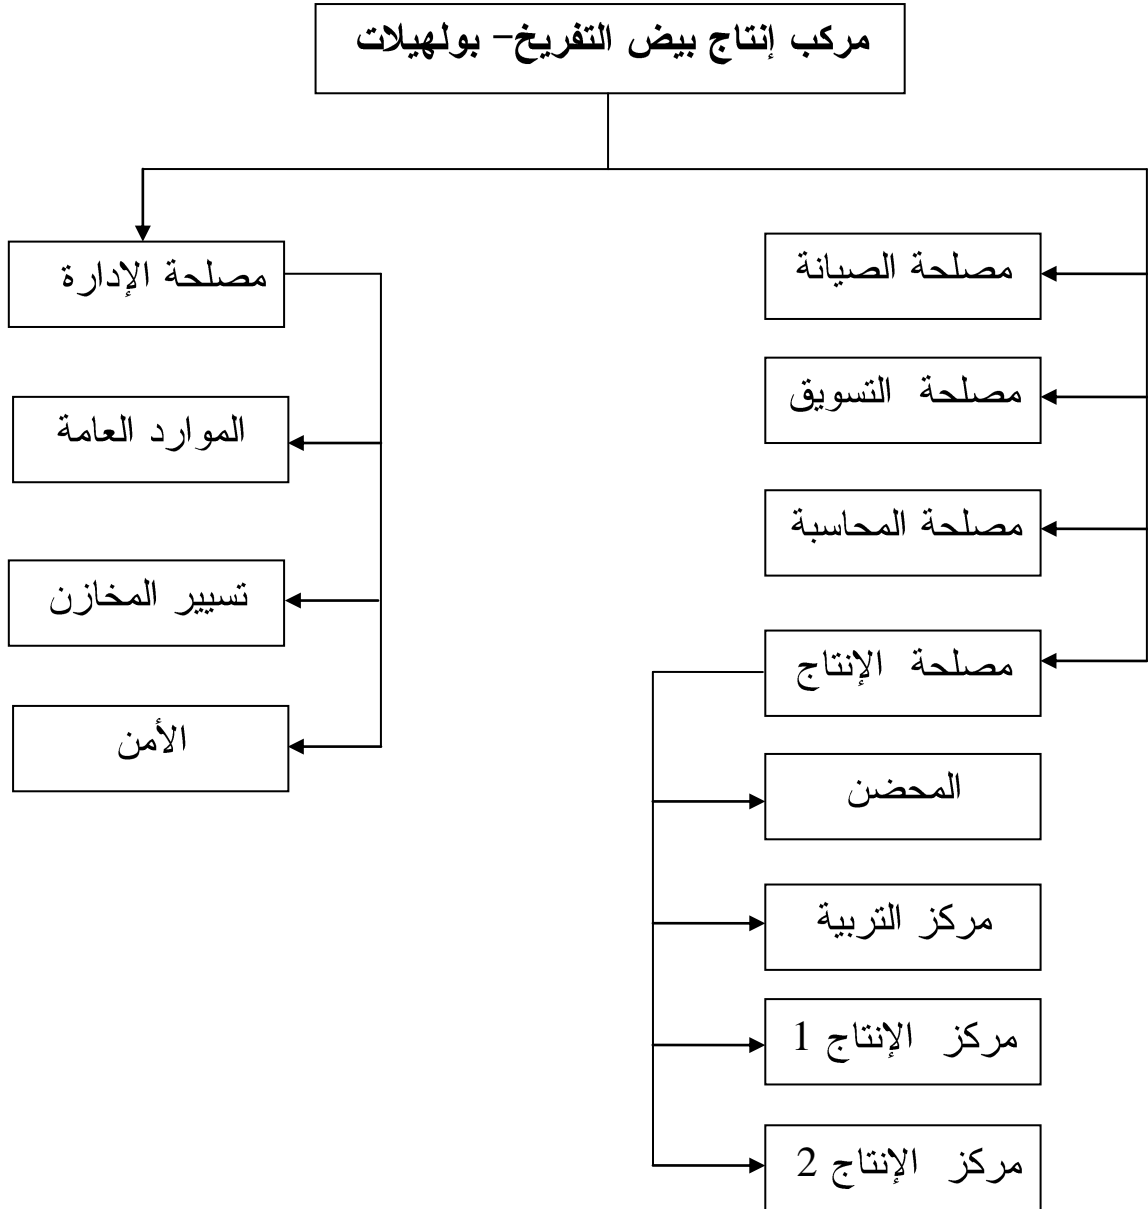 مركب إنتاج بيض التفريخ- بولهيلات
مصلحة الصيانة
مصلحة التسويق
مصلحة المحاسبة
مصلحة الإنتاج
المحضن
مركز التربية
مركز الإنتاج 1
مركز الإنتاج 2
مصلحة الإدارة
الموارد العامة
تسيير المخازن
الأمن